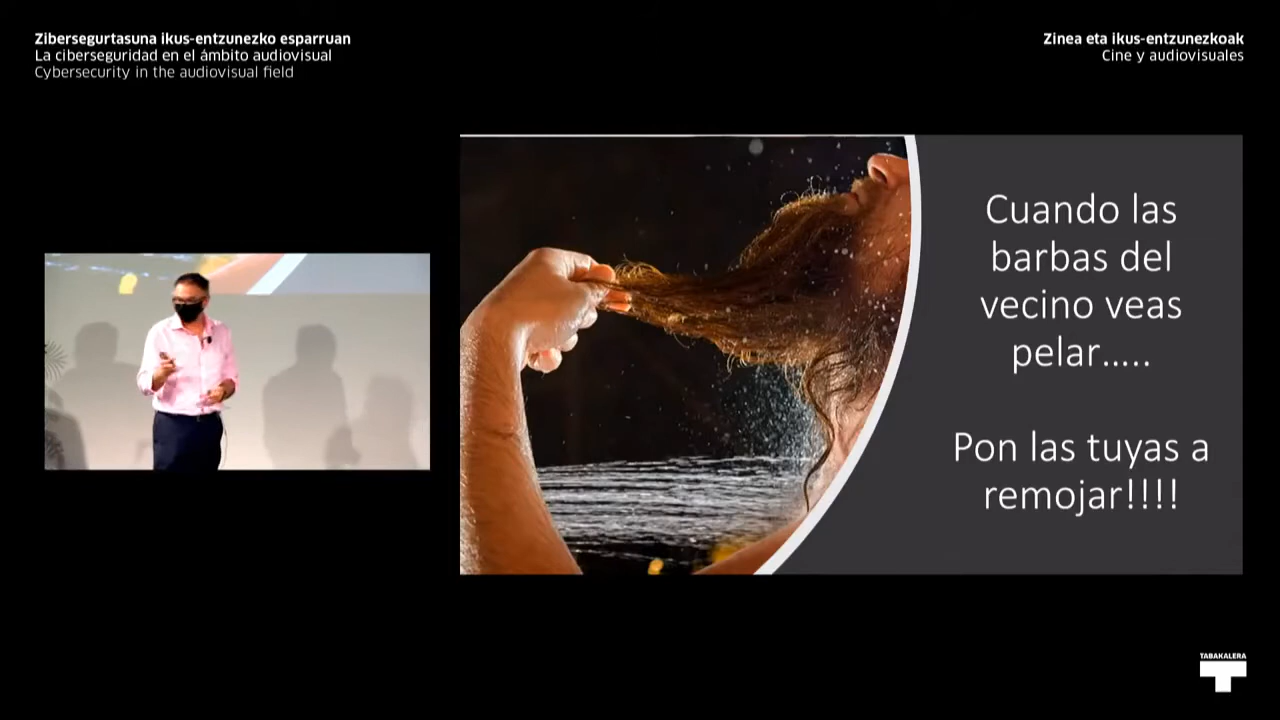 Zibersegurtasuna ikus-entzunezko esparruan
La ciberseguridad en el ámbito audiovisual
Cybersecurity in the audiovisual field
Zinea eta ikus-entzunezkoak
Cine y audiovisuales
Cuando las
barbas del
vecino veas
pelar.....
Pon las tuyas a
remojar!!!!
TABAKALERA